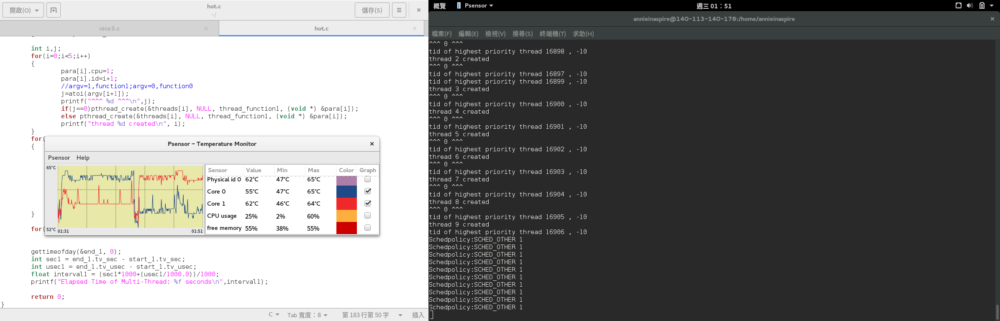 開啟(O)
hot.c
~/
儲存(S)
nice3.c
hot.c
int i,j;
for(i=0;i<5;i++)
{
para[i].cpu=1;
para[i].id=i+1;
//argv=1,function1;argv=0,function0
j=atoi(argv[i+1]);
printf("^^^ %d ^^^\n",j);
if(j==0)pthread_create(&threads[i], NULL, thread_function1, (void *) &para[i]);
else pthread_create(&threads[i], NULL, thread_function1, (void *) &para[i]);
printf("thread %d created\n", i);
}
for(
{
}
for(
gettimeofday(&end_1, 0);
int sec1 = end_1.tv_sec - start_1.tv_sec;
int usec1 = end_1.tv_usec - start_1.tv_usec;
float interval1 = (sec1*1000+(usec1/1000.0))/1000;
printf("Elapsed Time of Multi-Thread: %f seconds\n",interval1);
return 0;
}
C
Tab 寬度：8
第 183 行第 50 字
插入
Psensor - Temperature Monitor
Psensor Help
65°C
52°C
01:31
01:51
Sensor Value Min Max Color Graph
Physical id 0 62°C 47°C 65°C
Core 0 55°C 47°C 65°C
Core 1 62°C 46°C 64°C
CPU usage 25% 2% 60%
free memory 55% 38% 55%
概覽
Psensor
週三 01：51
annieinaspire@140-113-140-178:/home/annieinaspire
檔案(F) 編輯(E) 檢視(V) 搜尋(S) 終端機(T) 求助(H)
^^^ 0 ^^^
tid of highest priority thread 16898 , -10
thread 2 created
^^^ 0 ^^^
tid of highest priority thread 16897 , -10
tid of highest priority thread 16899 , -10
thread 3 created
^^^ 0 ^^^
tid of highest priority thread 16900 , -10
thread 4 created
^^^ 0 ^^^
tid of highest priority thread 16901 , -10
thread 5 created
^^^ 0 ^^^
tid of highest priority thread 16902 , -10
thread 6 created
^^^ 0 ^^^
tid of highest priority thread 16903 , -10
thread 7 created
^^^ 0 ^^^
tid of highest priority thread 16904 , -10
thread 8 created
^^^ 0 ^^^
tid of highest priority thread 16905 , -10
thread 9 created
tid of highest priority thread 16906 , -10
Schedpolicy:SCHED_OTHER 1
Schedpolicy:SCHED_OTHER 1
Schedpolicy:SCHED_OTHER 1
Schedpolicy:SCHED_OTHER 1
Schedpolicy:SCHED_OTHER 1
Schedpolicy:SCHED_OTHER 1
Schedpolicy:SCHED_OTHER 1
Schedpolicy:SCHED_OTHER 1
Schedpolicy:SCHED_OTHER 1
Schedpolicy:SCHED_OTHER 1